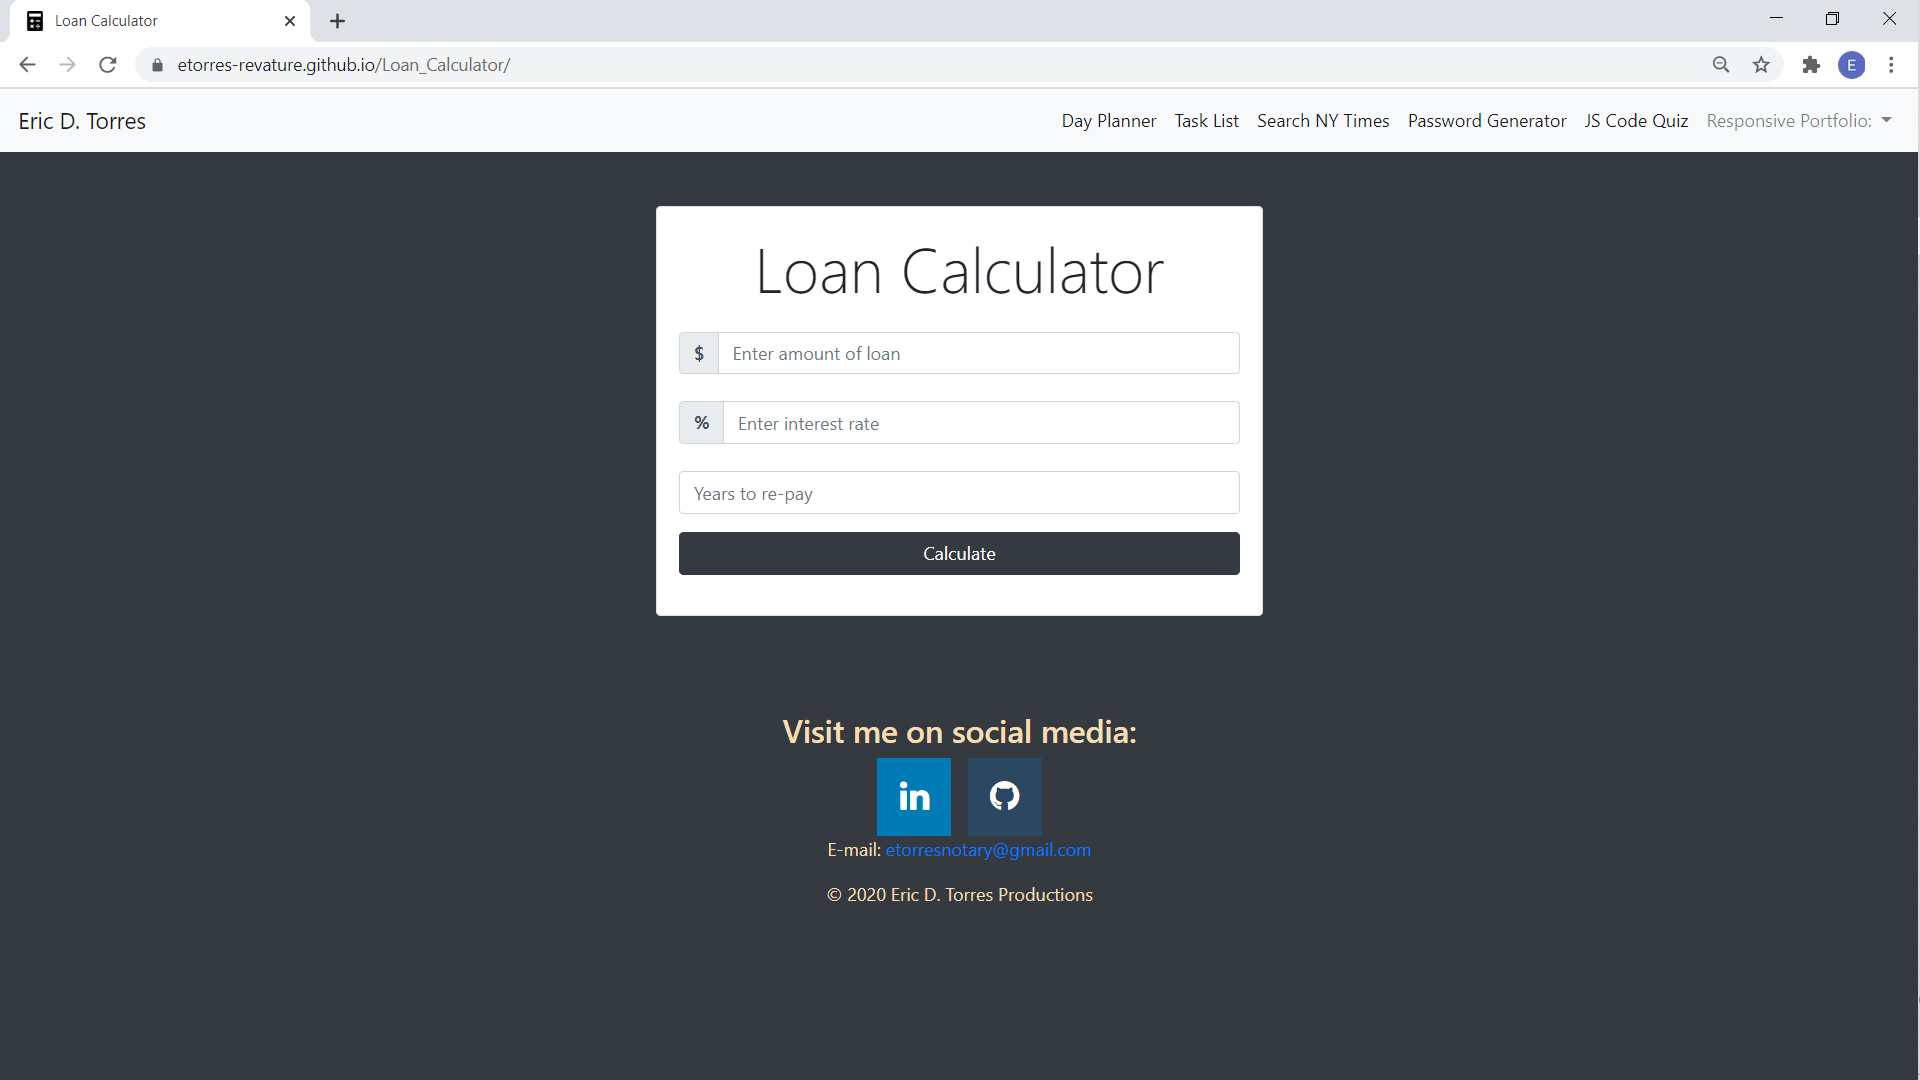 Loan Calculator
etorres-revature.github.io/Loan_Calculator/
E
Eric D. Torres
Day Planner Task List Search NY Times Password Generator JS Code Quiz Responsive Portfolio:
Loan Calculator
$ Enter amount of loan
% Enter interest rate
Years to re-pay
Calculate
Visit me on social media:
in
E-mail: etorresnotary@gmail.com
© 2020 Eric D. Torres Productions